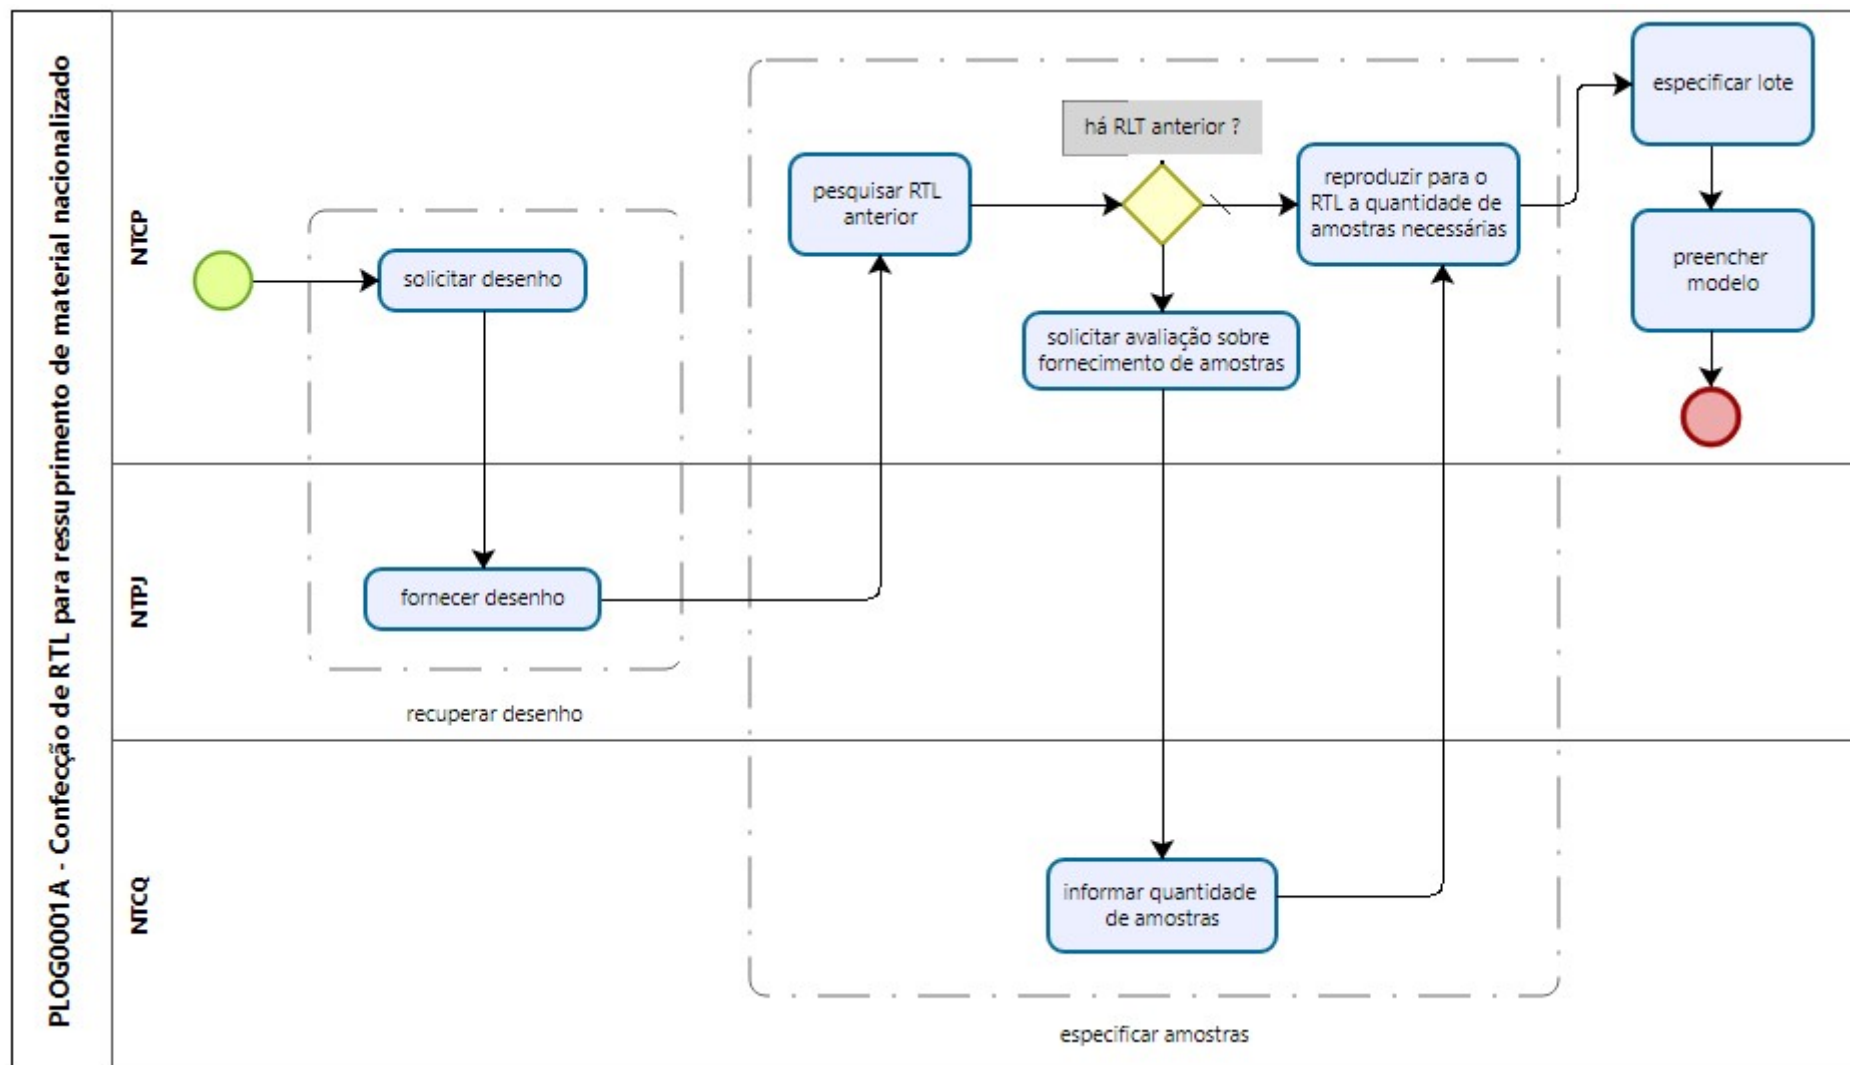 PLOG0001A - Confecção de RTL para ressuprimento de material nacionalizado
NTCP
solicitar desenho
pesquisar RTL
anterior
há RLT anterior ?
reproduzir para o
RTL a quantidade de
amostras necessárias
solicitar avaliação sobre
fornecimento de amostras
especificar lote
preencher
modelo
NTPJ
fornecer desenho
recuperar desenho
NTCQ
informar quantidade
de amostras
especificar amostras